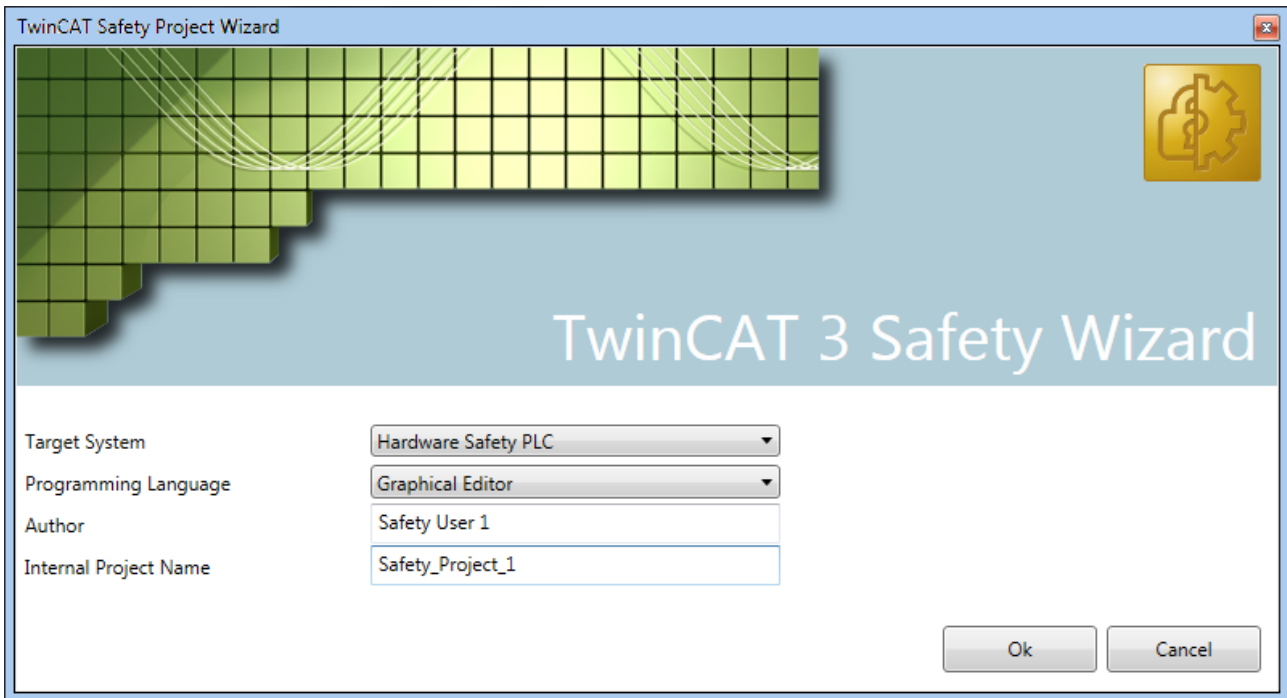 TwinCAT Safety Project Wizard
TwinCAT 3 Safety Wizard
Target System
Hardware Safety PLC
Programming Language
Graphical Editor
Author
Safety User 1
Internal Project Name
Safety_Project_1
Ok
Cancel